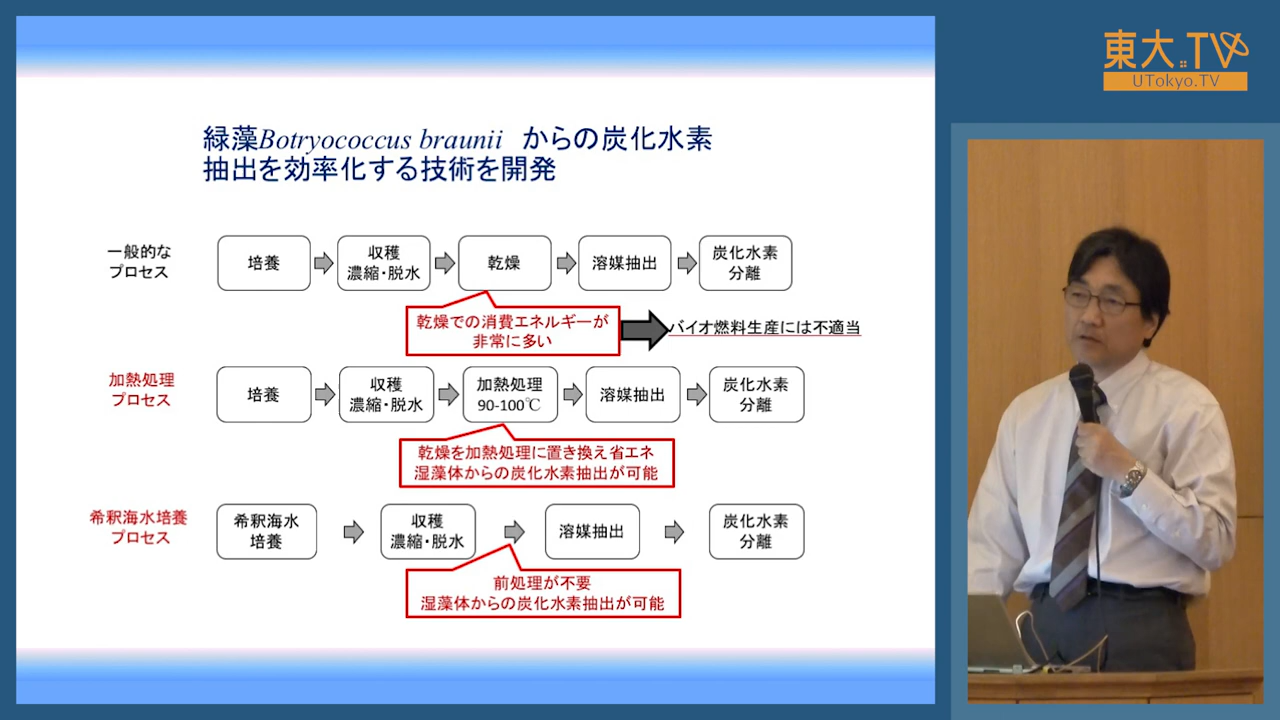 東大.TV
UTokyo.TV
緑藻Botryococcus braunii からの炭化水素
抽出を効率化する技術を開発
一般的な
プロセス
培養
収穫
濃縮・脱水
乾燥
溶媒抽出
炭化水素
分離
乾燥での消費エネルギーが
非常に多い
バイオ燃料生産には不適当
加熱処理
プロセス
培養
収穫
濃縮・脱水
加熱処理
90-100℃
溶媒抽出
炭化水素
分離
乾燥を加熱処理に置き換え省エネ
湿藻体からの炭化水素抽出が可能
希釈海水培養
プロセス
希釈海水
培養
収穫
濃縮・脱水
溶媒抽出
炭化水素
分離
前処理が不要
湿藻体からの炭化水素抽出が可能